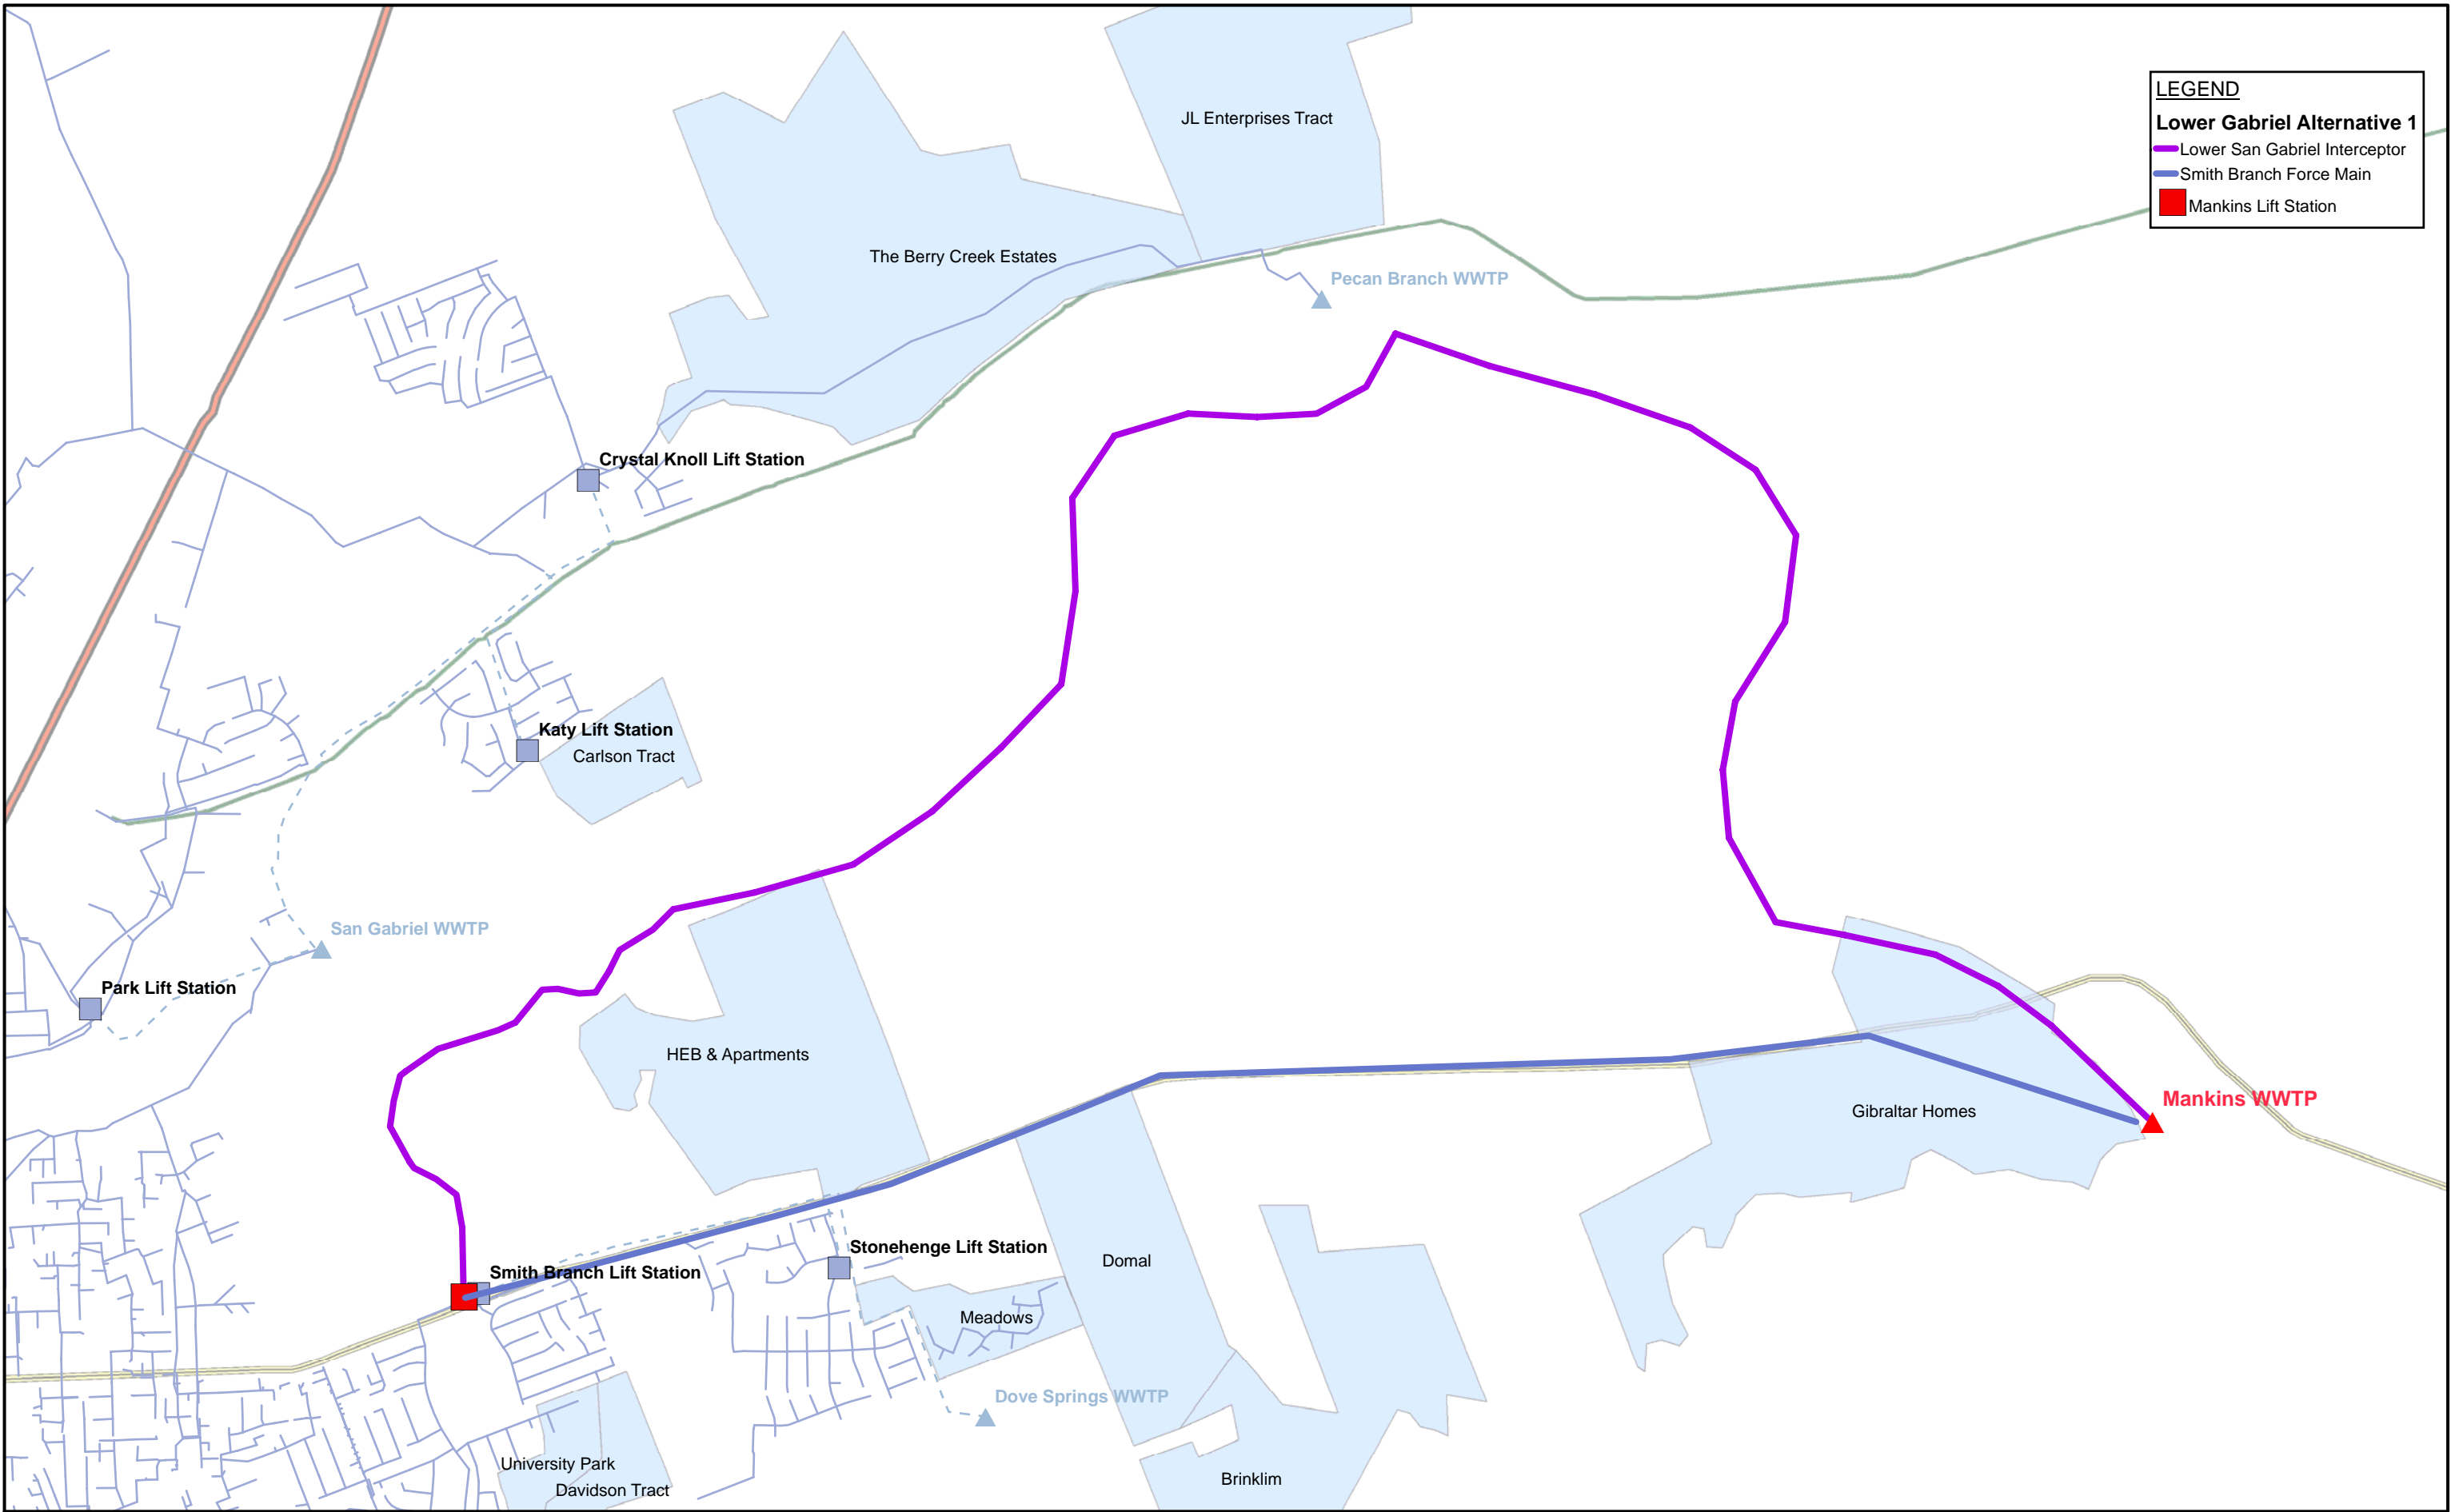 LEGEND
Lower Gabriel Alternative 1
Lower San Gabriel Interceptor
Smith Branch Force Main
Mankins Lift Station
JL Enterprises Tract
The Berry Creek Estates
Pecan Branch WWTP
Crystal Knoll Lift Station
Katy Lift Station
Carlson Tract
San Gabriel WWTP
Park Lift Station
HEB & Apartments
Mankins WWTP
Gibraltar Homes
Stonehenge Lift Station
Domal
Smith Branch Lift Station
Meadows
Dove Springs WWTP
University Park
Davidson Tract
Brinklim